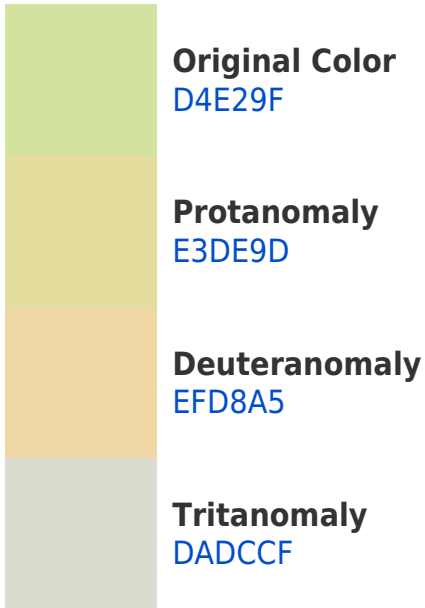 Original Color
D4E29F
Protanomaly
E3DE9D
Deuteranomaly
EFD8A5
Tritanomaly
DADCCF